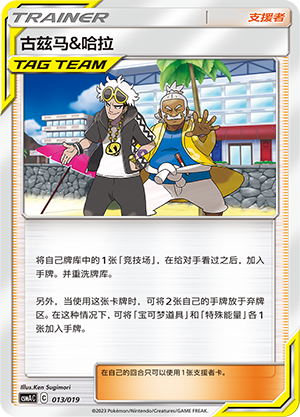 TRAINER
支援者
古兹马&哈拉
TAG TEAM
将自己牌库中的1张「竞技场」，在给对手看过之后，加入
手牌。并重洗牌库。
另外，当使用这张卡牌时，可将2张自己的手牌放于弃牌
区。在这种情况下，可将「宝可梦道具」和「特殊能量」各1
张加入手牌。
Illus.Ken Sugimori
在自己的回合只可以使用1张支援者卡。
C
013/019
©2023 Pokémon/Nintendo/Creatures/GAME FREAK.